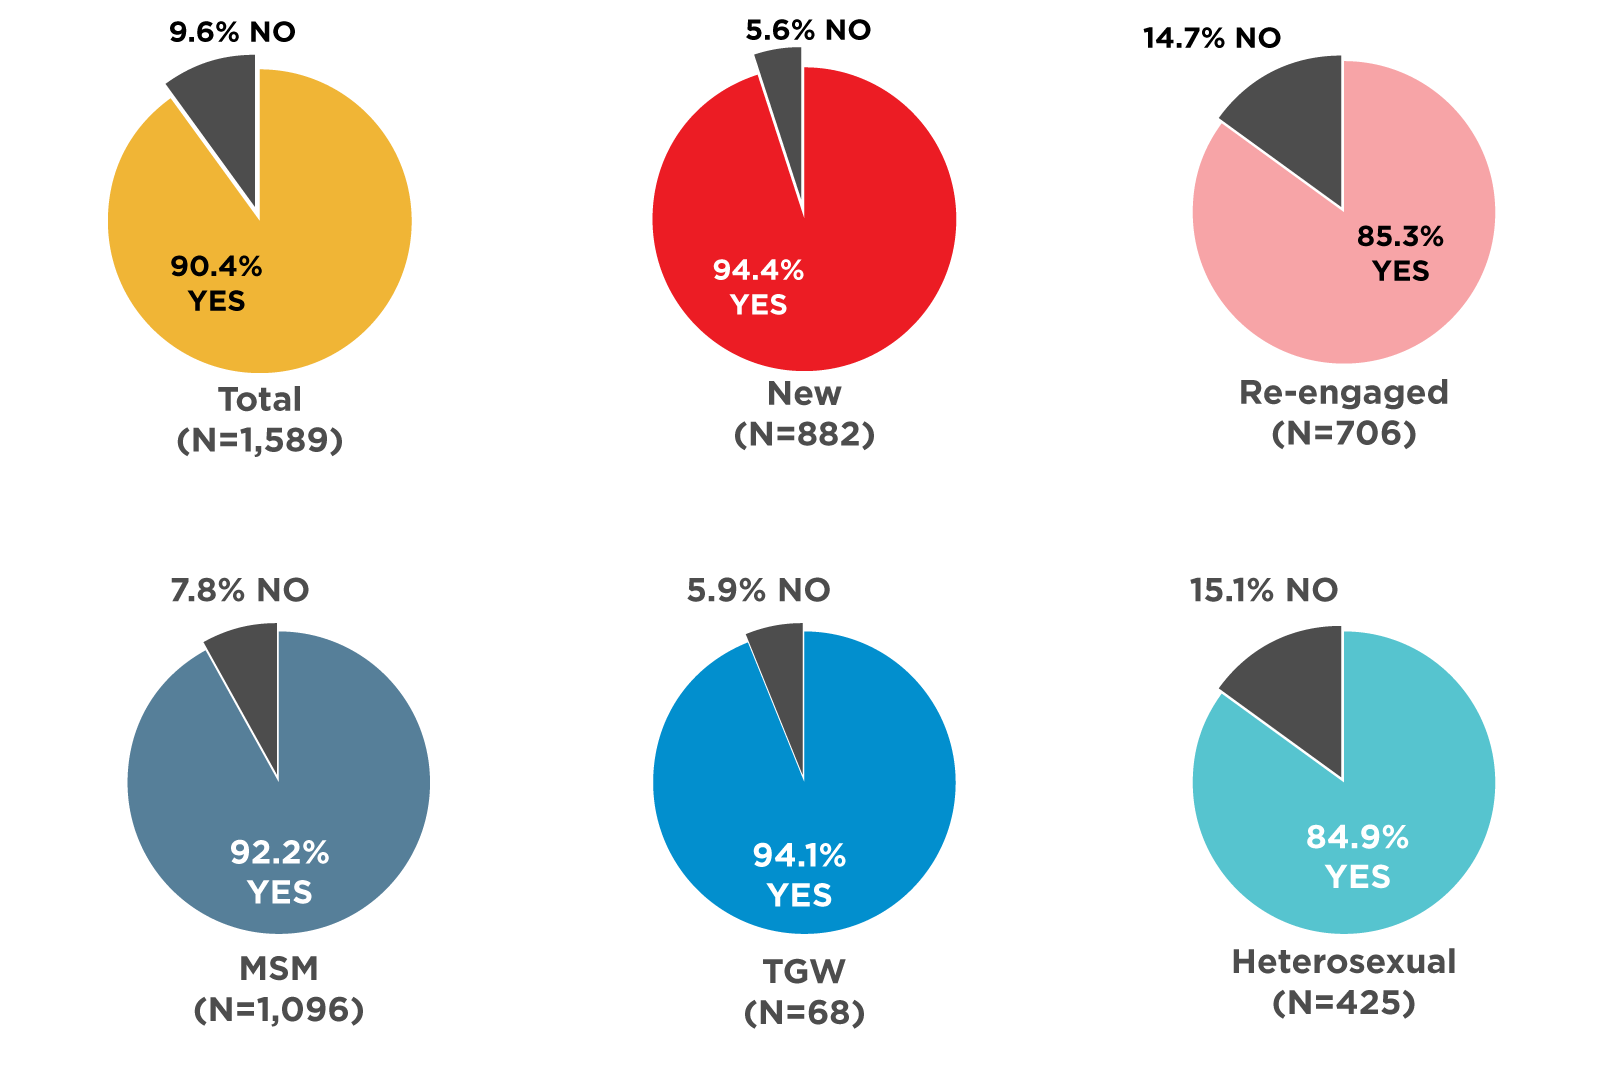 9.6% NO
90.4%
YES
Total
(N=1,589)
5.6% NO
94.4%
YES
New
(N=882)
14.7% NO
85.3%
YES
Re-engaged
(N=706)
7.8% NO
92.2%
YES
MSM
(N=1,096)
5.9% NO
94.1%
YES
TGW
(N=68)
15.1% NO
84.9%
YES
Heterosexual
(N=425)